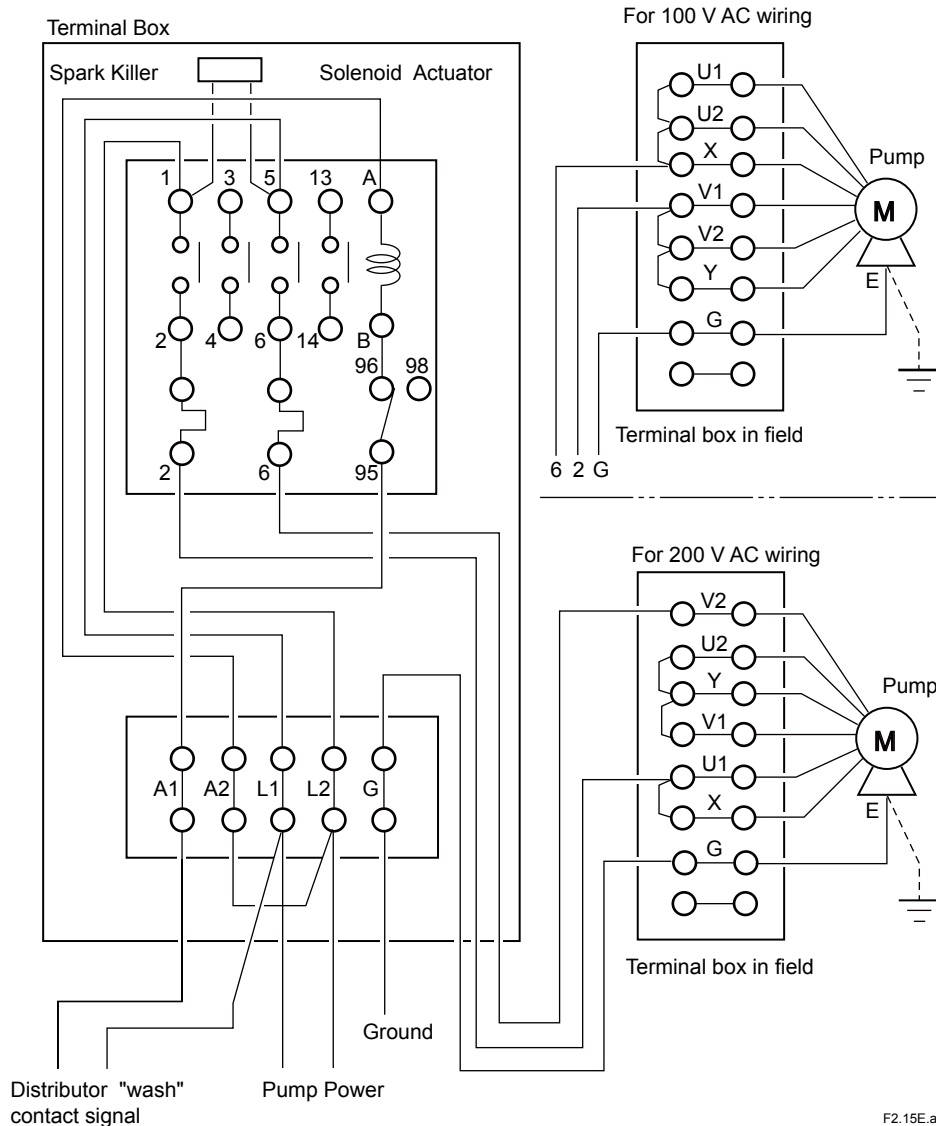 Terminal Box
Spark Killer
Solenoid Actuator
1 3 5 13 A
2 4 6 14 B
96 98
2 6 95
A1 A2 L1 L2 G
Ground
Distributor "wash"
contact signal
Pump Power
For 100 V AC wiring
U1
U2
X
V1
V2
Y
G
Pump
M
E
Terminal box in field
6 2 G
For 200 V AC wiring
V2
U2
Y
V1
U1
X
G
Pump
M
E
Terminal box in field
F2.15E.a